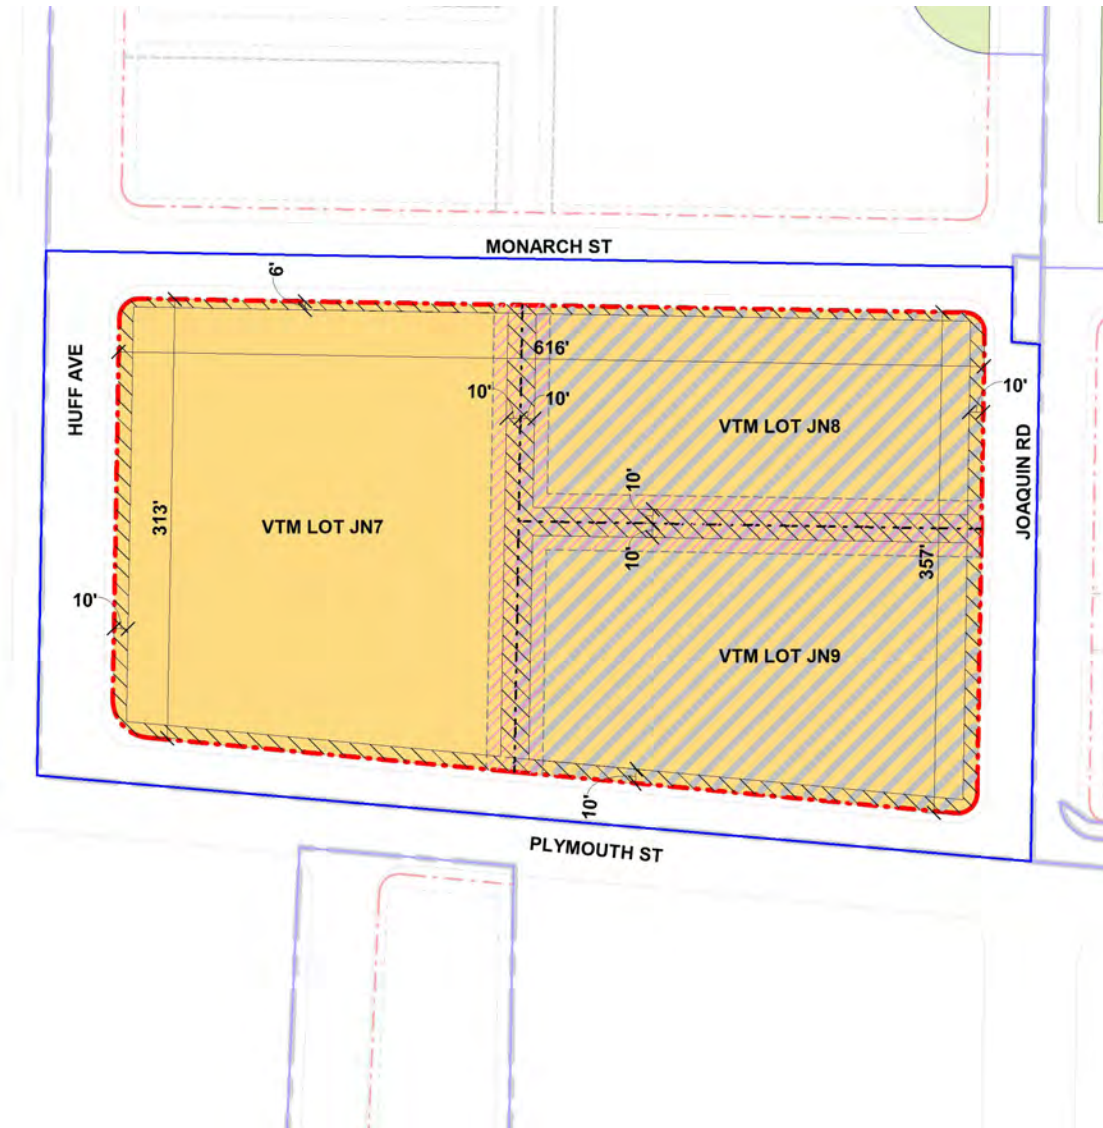 MONARCH ST
6'
616'
HUFF AVE
10'
10'
10'
VTM LOT JN8
JOAQUIN RD
10'
313'
VTM LOT JN7
10'
357'
10'
VTM LOT JN9
10'
PLYMOUTH ST